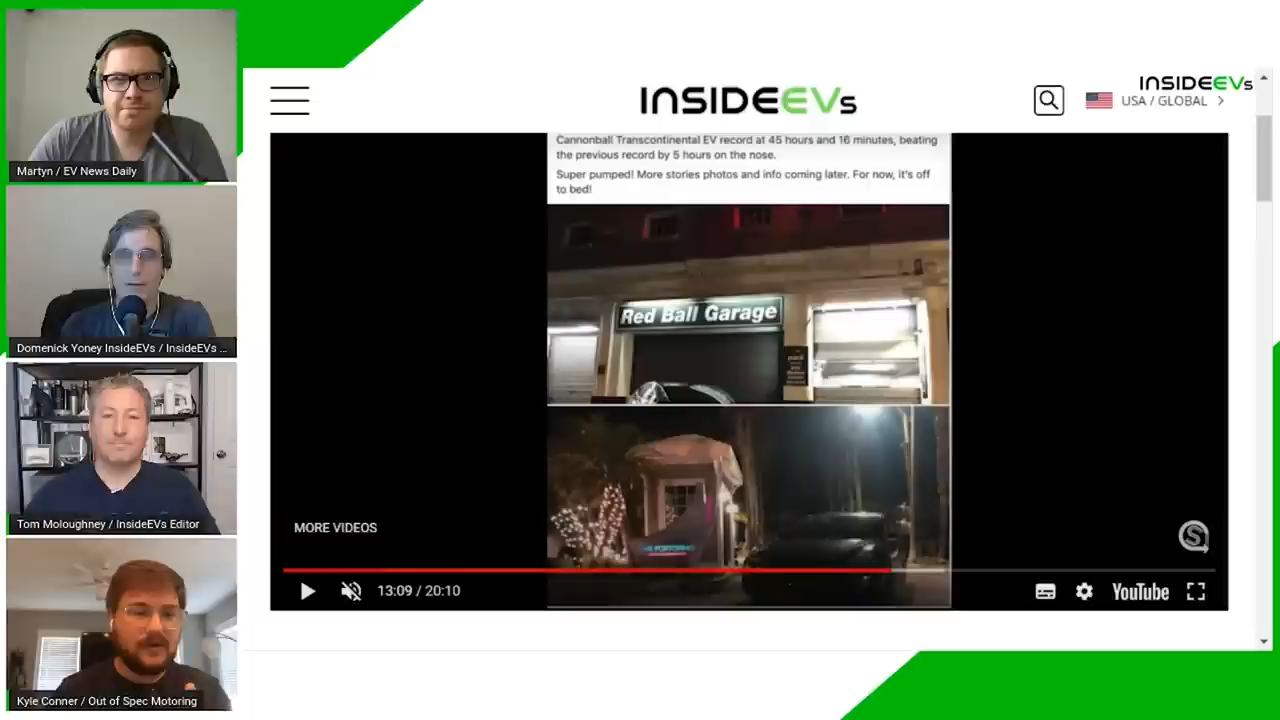 Martyn / EV News Daily
Domenick Yoney InsideEVs / InsideEVs ...
Tom Moloughney / InsideEVs Editor
Kyle Conner / Out of Spec Motoring
INSIDEEVs
INSIDEEVs
USA / GLOBAL
Cannonball Transcontinental EV record at 45 hours and 16 minutes, beating
the previous record by 5 hours on the nose.
Super pumped! More stories photos and info coming later. For now, it's off
to bed!
Red Ball Garage
MORE VIDEOS
13:09 / 20:10
YouTube